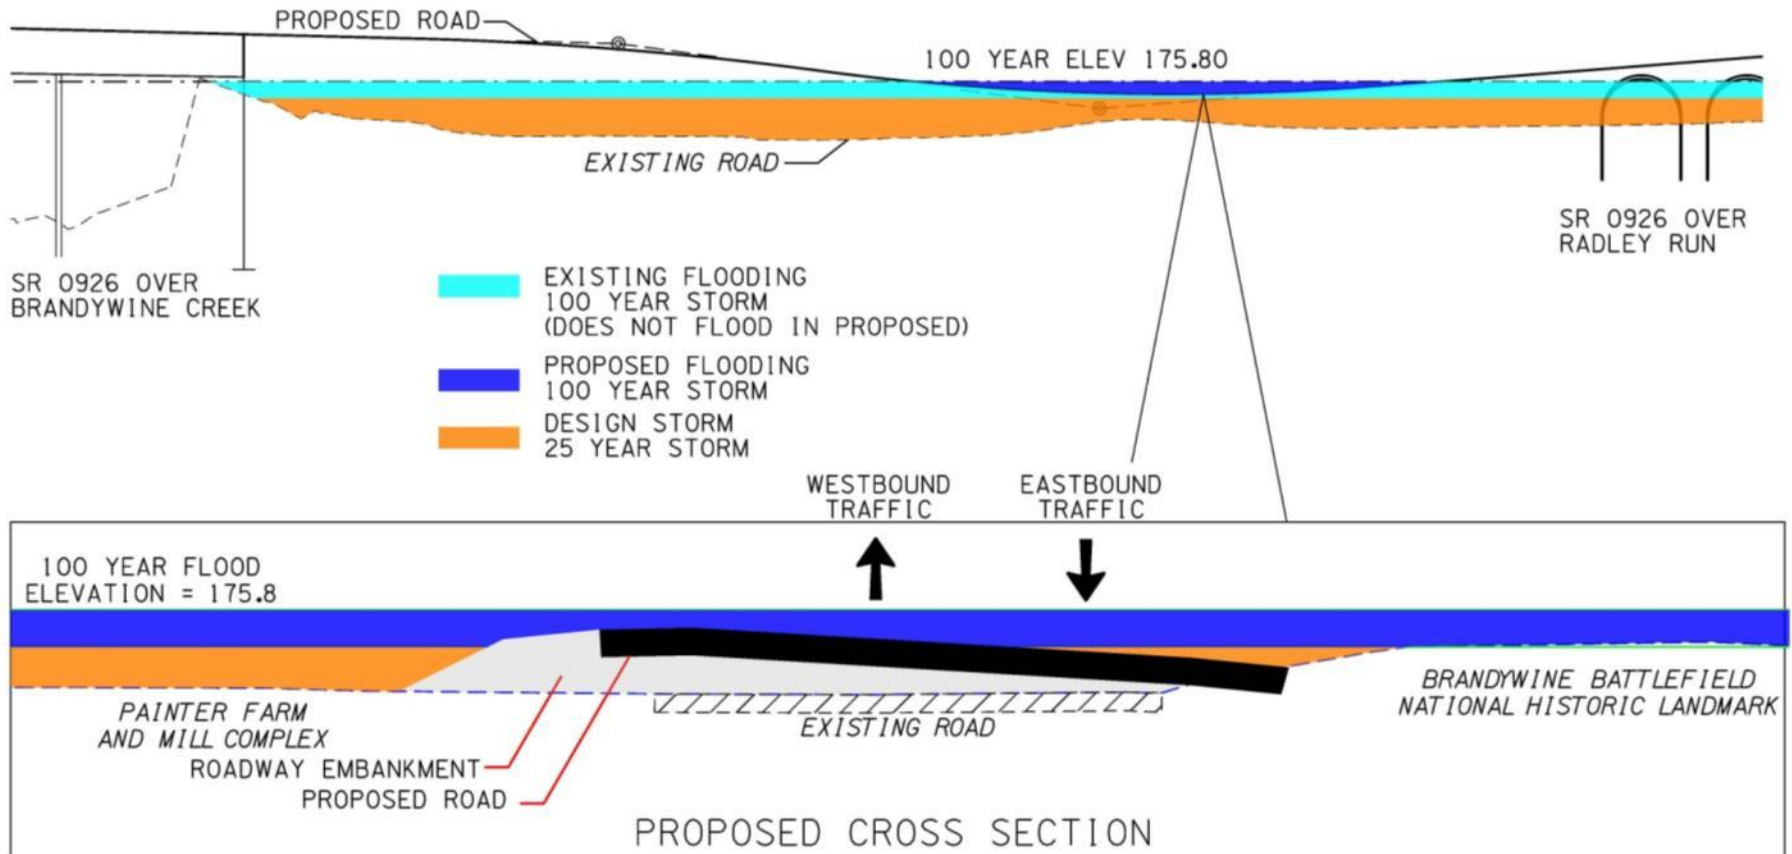 PROPOSED ROAD
100 YEAR ELEV 175.80
EXISTING ROAD
SR 0926 OVER
BRANDYWINE CREEK
SR 0926 OVER
RADLEY RUN
EXISTING FLOODING
100 YEAR STORM
(DOES NOT FLOOD IN PROPOSED)
PROPOSED FLOODING
100 YEAR STORM
DESIGN STORM
25 YEAR STORM
WESTBOUND
TRAFFIC
EASTBOUND
TRAFFIC
100 YEAR FLOOD
ELEVATION = 175.8
PAINTER FARM
AND MILL COMPLEX
ROADWAY EMBANKMENT
PROPOSED ROAD
EXISTING ROAD
BRANDYWINE BATTLEFIELD
NATIONAL HISTORIC LANDMARK
PROPOSED CROSS SECTION